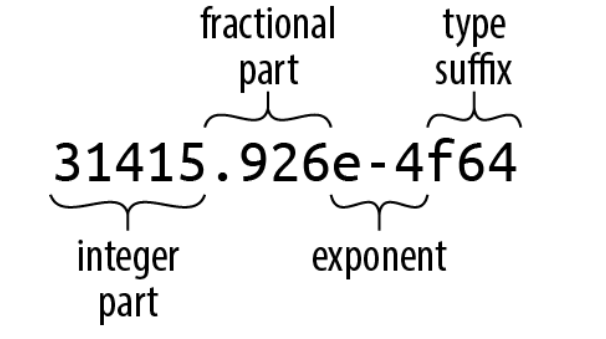 fractional part
type suffix
31415.926e-4f64
integer part
exponent